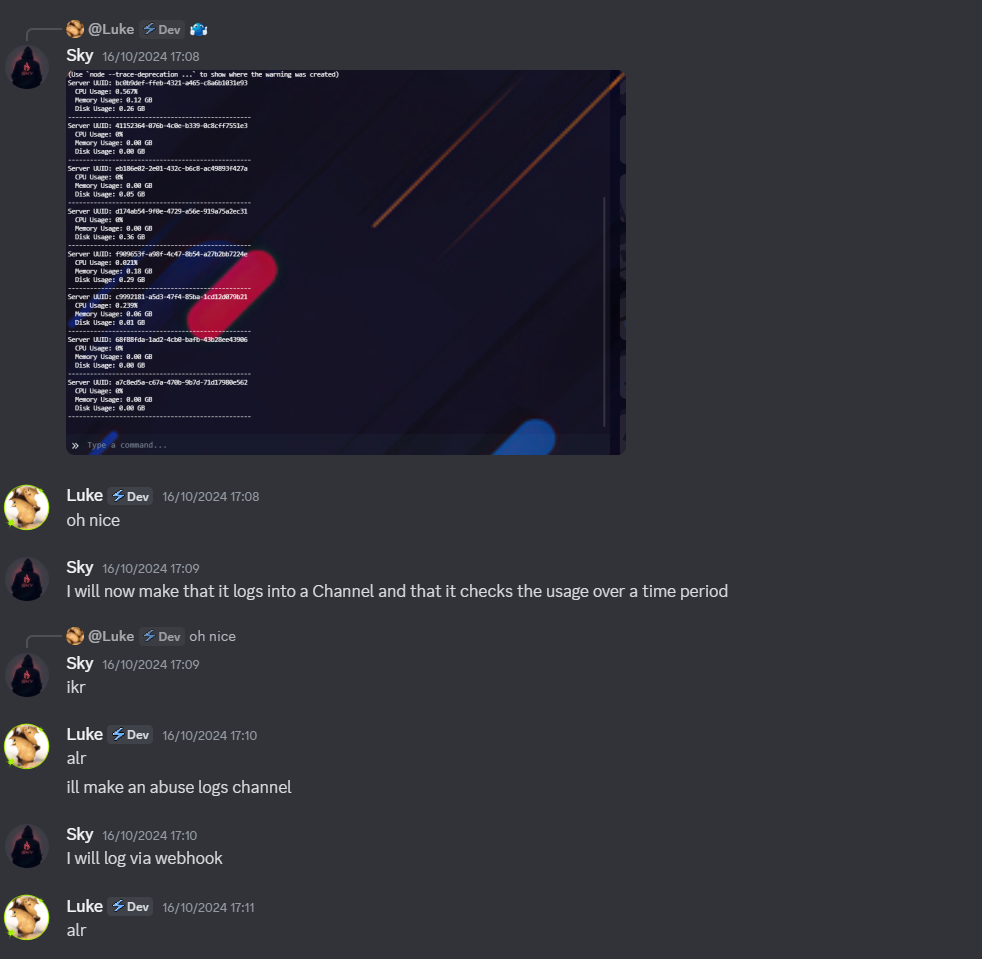 @Luke Dev
Sky 16/10/2024 17:08
(Use `node --trace-deprecation ...` to show where the warning was created)
Server UUID: bc0b9def-ffeb-4321-a465-c8a6b1031e93
CPU Usage: 0.567%
Memory Usage: 0.12 GB
Disk Usage: 0.26 GB
--------------------------------------------------
Server UUID: 41152364-076b-4c0e-b339-0c8cff7551e3
CPU Usage: 0%
Memory Usage: 0.00 GB
Disk Usage: 0.00 GB
--------------------------------------------------
Server UUID: eb186e02-2e01-432c-b6c8-ac49893f427a
CPU Usage: 0%
Memory Usage: 0.00 GB
Disk Usage: 0.05 GB
--------------------------------------------------
Server UUID: d174ab54-9f0e-4729-a56e-919a75a2ec31
CPU Usage: 0%
Memory Usage: 0.00 GB
Disk Usage: 0.36 GB
--------------------------------------------------
Server UUID: f909653f-a98f-4c47-8b54-a27b2bb7224e
CPU Usage: 0.021%
Memory Usage: 0.18 GB
Disk Usage: 0.29 GB
--------------------------------------------------
Server UUID: c9992181-a5d3-47f4-85ba-1cd12d079b21
CPU Usage: 0.239%
Memory Usage: 0.06 GB
Disk Usage: 0.01 GB
--------------------------------------------------
Server UUID: 68f88fda-1ad2-4cb0-bafb-43b28ee43906
CPU Usage: 0%
Memory Usage: 0.00 GB
Disk Usage: 0.00 GB
--------------------------------------------------
Server UUID: a7c8ed5a-c67a-470b-9b7d-71d17980e562
CPU Usage: 0%
Memory Usage: 0.00 GB
Disk Usage: 0.00 GB
--------------------------------------------------
» Type a command...
Luke Dev 16/10/2024 17:08
oh nice
Sky 16/10/2024 17:09
I will now make that it logs into a Channel and that it checks the usage over a time period
@Luke Dev oh nice
Sky 16/10/2024 17:09
ikr
Luke Dev 16/10/2024 17:10
alr
ill make an abuse logs channel
Sky 16/10/2024 17:10
I will log via webhook
Luke Dev 16/10/2024 17:11
alr